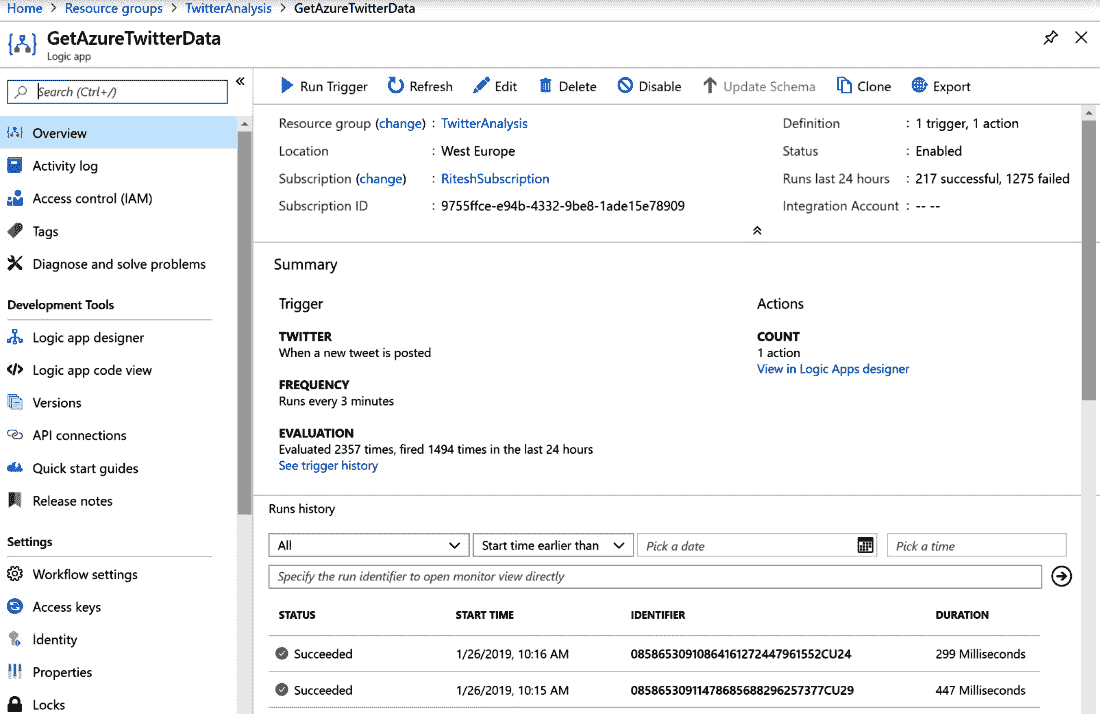 Home > Resource groups > TwitterAnalysis > GetAzureTwitterData
GetAzureTwitterData
Logic app
Search (Ctrl+/)
Overview
Activity log
Access control (IAM)
Tags
Diagnose and solve problems
Development Tools
Logic app designer
Logic app code view
Versions
API connections
Quick start guides
Release notes
Settings
Workflow settings
Access keys
Identity
Properties
Locks
Run Trigger Refresh Edit Delete Disable Update Schema Clone Export
Resource group (change) : TwitterAnalysis
Location : West Europe
Subscription (change) : RiteshSubscription
Subscription ID : 9755ffce-e94b-4332-9be8-1ade15e78909
Definition : 1 trigger, 1 action
Status : Enabled
Runs last 24 hours : 217 successful, 1275 failed
Integration Account : -- --
Summary
Trigger
TWITTER
When a new tweet is posted
FREQUENCY
Runs every 3 minutes
EVALUATION
Evaluated 2357 times, fired 1494 times in the last 24 hours
See trigger history
Actions
COUNT
1 action
View in Logic Apps designer
Runs history
All Start time earlier than Pick a date Pick a time
Specify the run identifier to open monitor view directly
STATUS START TIME IDENTIFIER DURATION
Succeeded 1/26/2019, 10:16 AM 08586530910864161272447961552CU24 299 Milliseconds
Succeeded 1/26/2019, 10:15 AM 08586530911478685688296257377CU29 447 Milliseconds